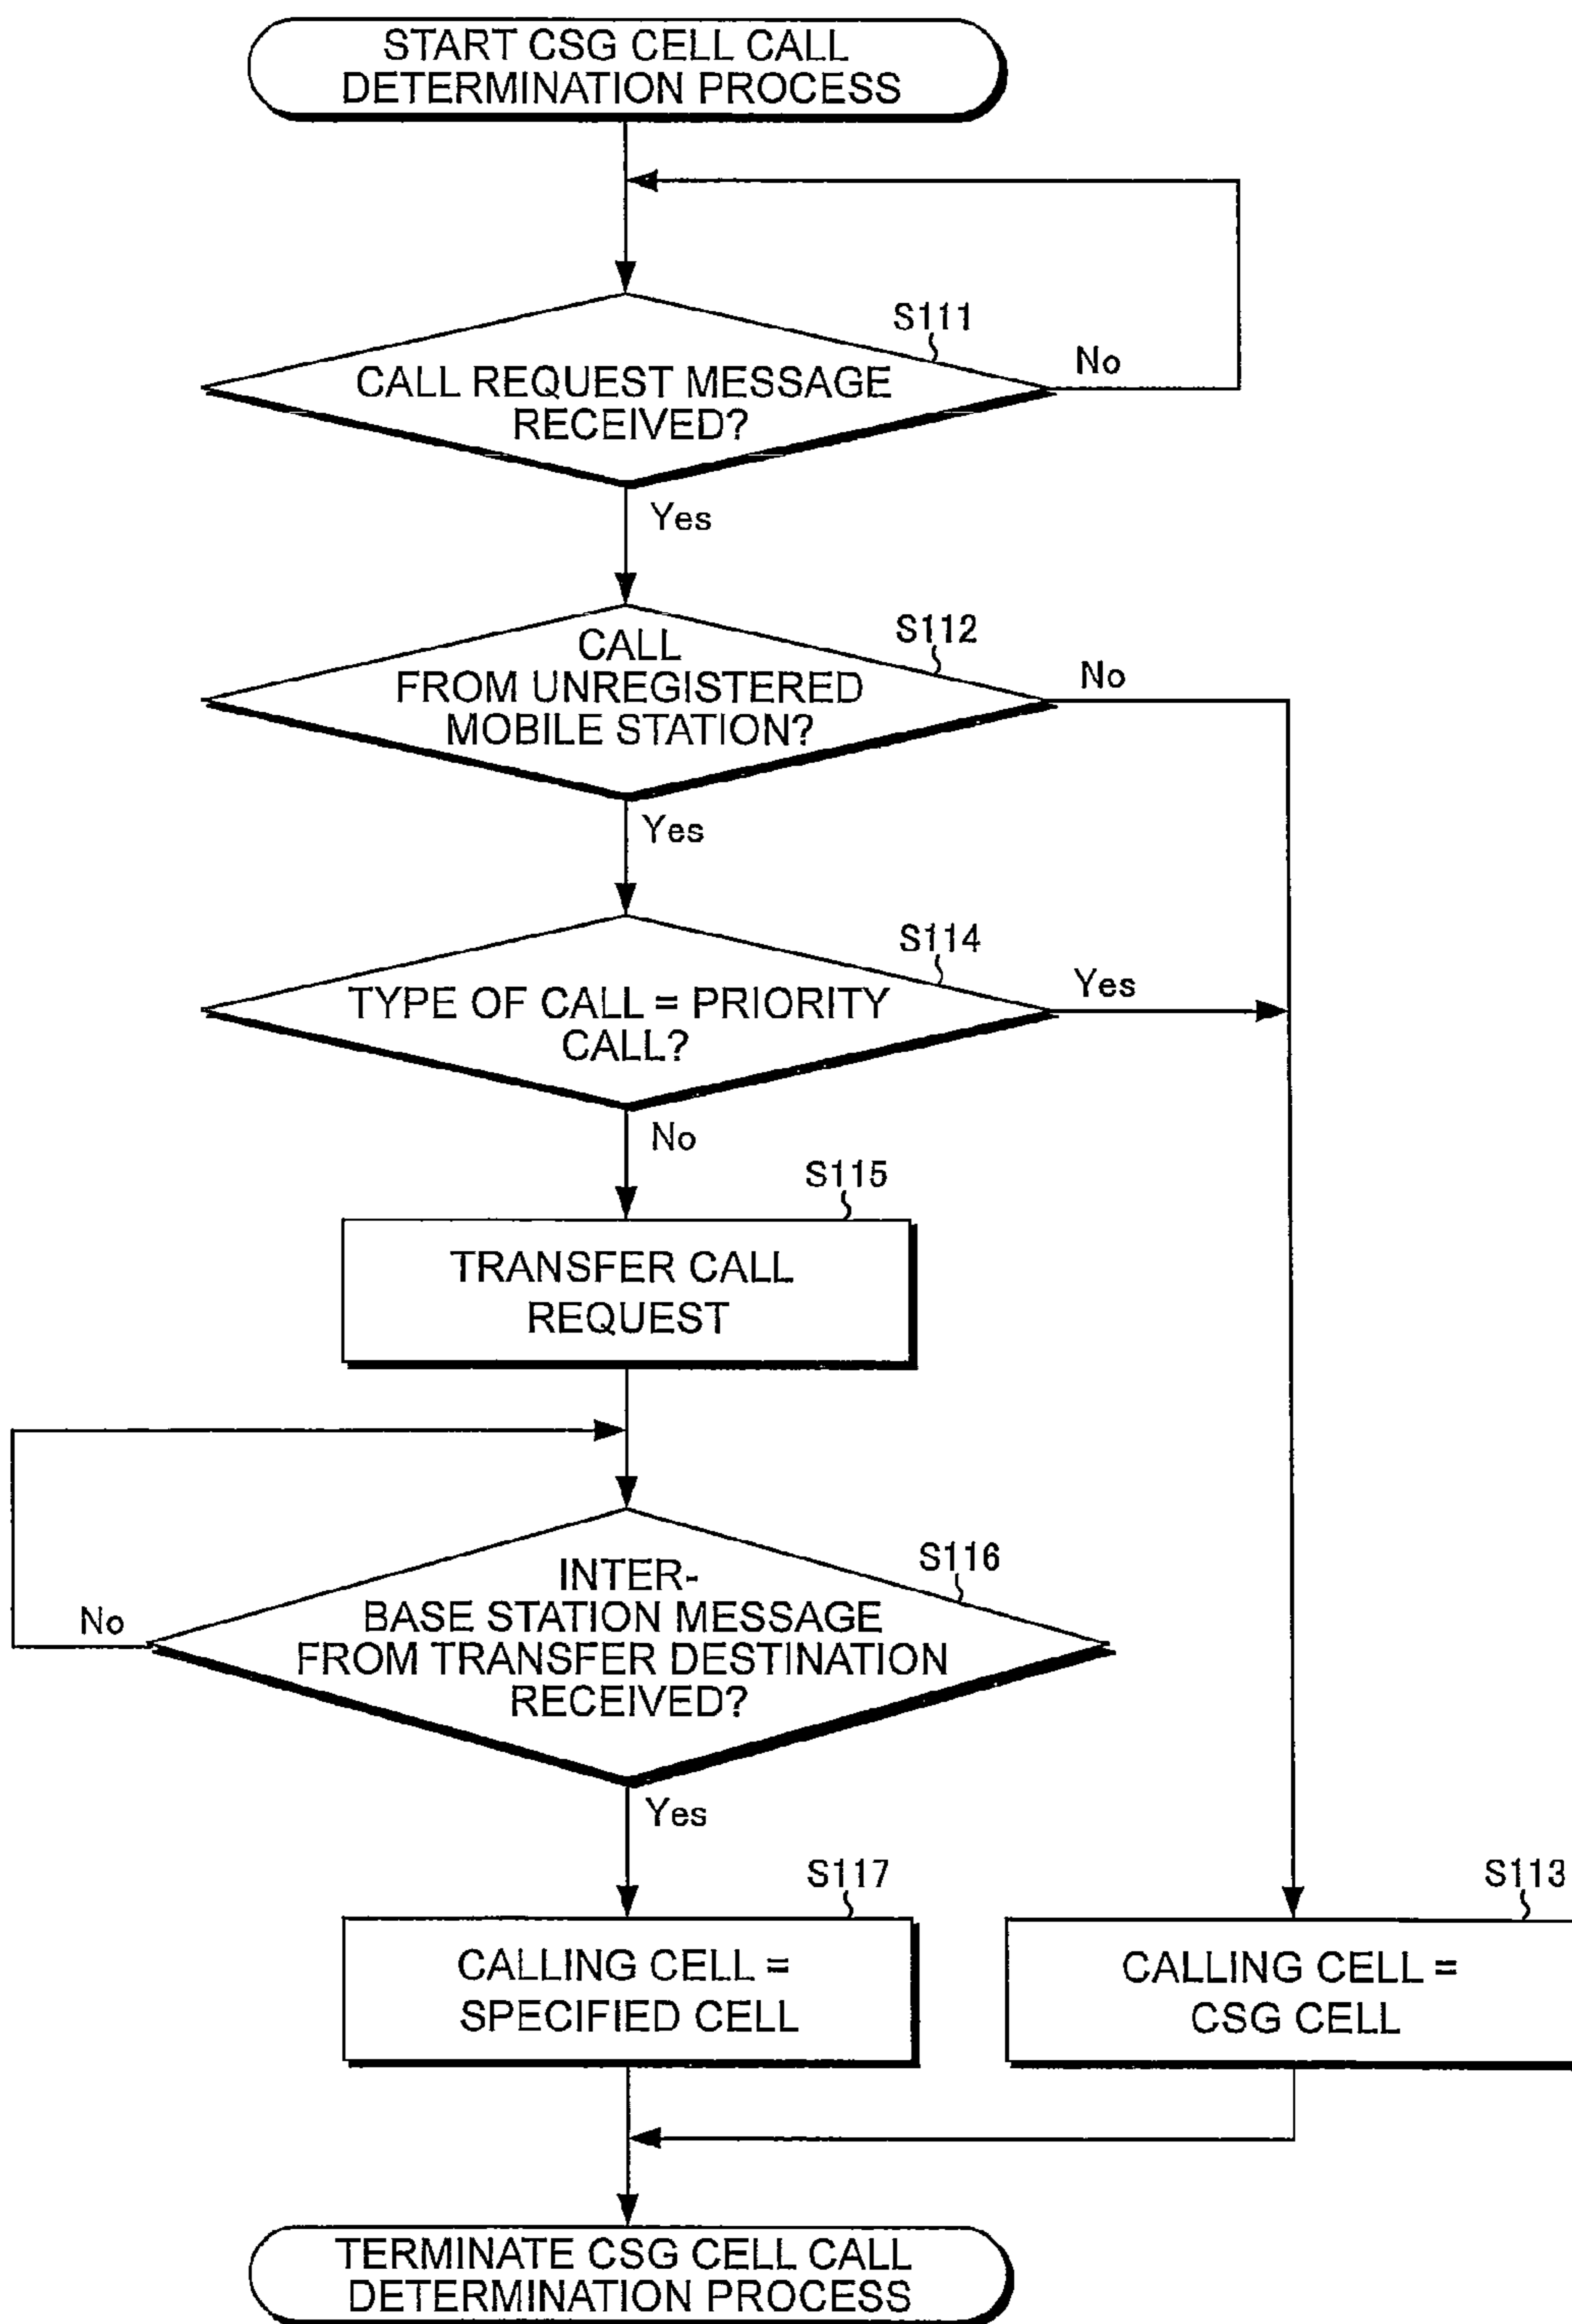 START CSG CELL CALL
DETERMINATION PROCESS
S111
No
CALL REQUEST MESSAGE
RECEIVED?
Yes
S112
No
CALL
FROM UNREGISTERED
MOBILE STATION?
Yes
S114
Yes
TYPE OF CALL = PRIORITY
CALL?
No
S115
TRANSFER CALL
REQUEST
S116
INTER-
BASE STATION MESSAGE
No
FROM TRANSFER DESTINATION
RECEIVED?
Yes
S117
S113
CALLING CELL =
SPECIFIED CELL
CALLING CELL =
CSG CELL
TERMINATE CSG CELL CALL
DETERMINATION PROCESS